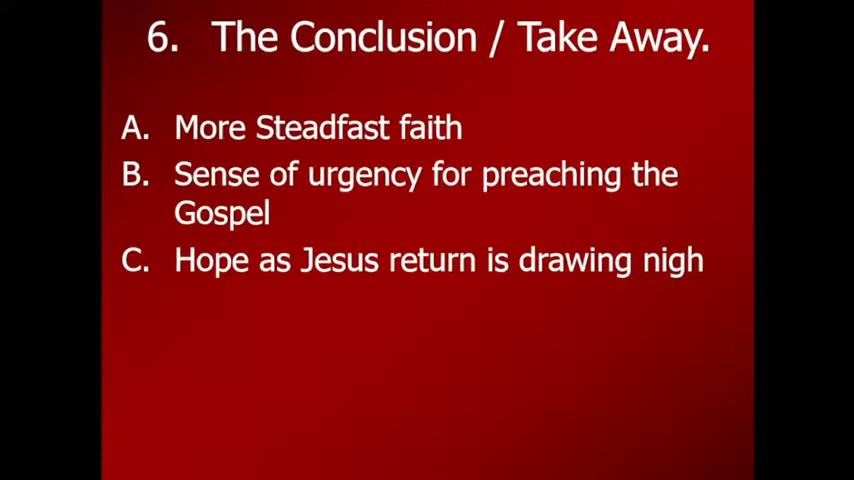 6. The Conclusion / Take Away.
A. More Steadfast faith
B. Sense of urgency for preaching the
Gospel
C. Hope as Jesus return is drawing nigh